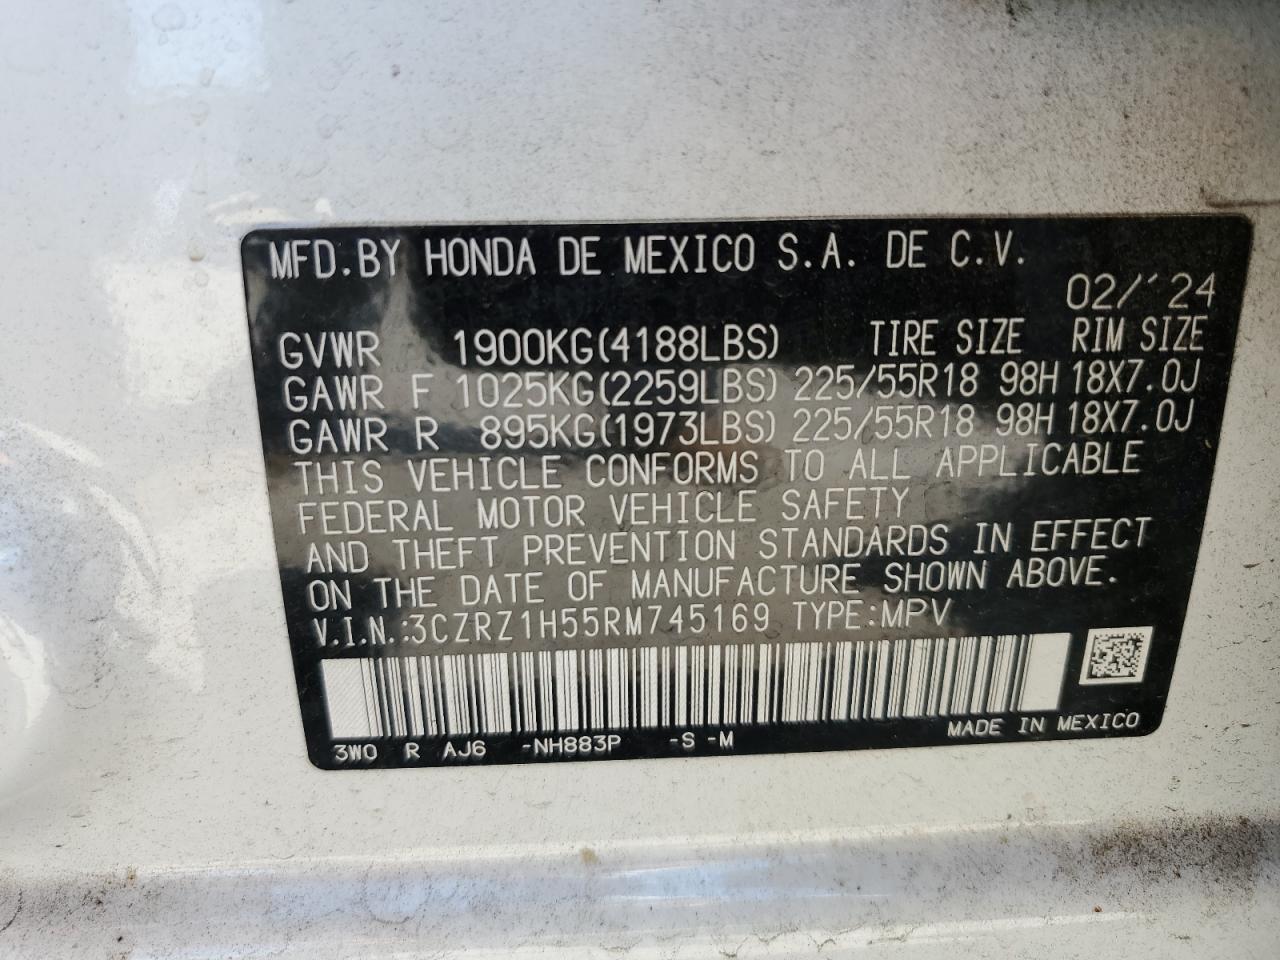 MFD. BY HONDA DE MEXICO S.A. DE C.V.
02/'24
GVWR 1900KG(4188LBS) TIRE SIZE RIM SIZE
GAWR F 1025KG(2259LBS) 225/55R18 98H 18X7.0J
GAWR R 895KG(1973LBS) 225/55R18 98H 18X7.0J
THIS VEHICLE CONFORMS TO ALL APPLICABLE
FEDERAL MOTOR VEHICLE SAFETY
AND THEFT PREVENTION STANDARDS IN EFFECT
ON THE DATE OF MANUFACTURE SHOWN ABOVE.
V.I.N.:3CZRZ1H55RM745169 TYPE:MPV
3W0 R AJ6 -NH883P -S -M MADE IN MEXICO